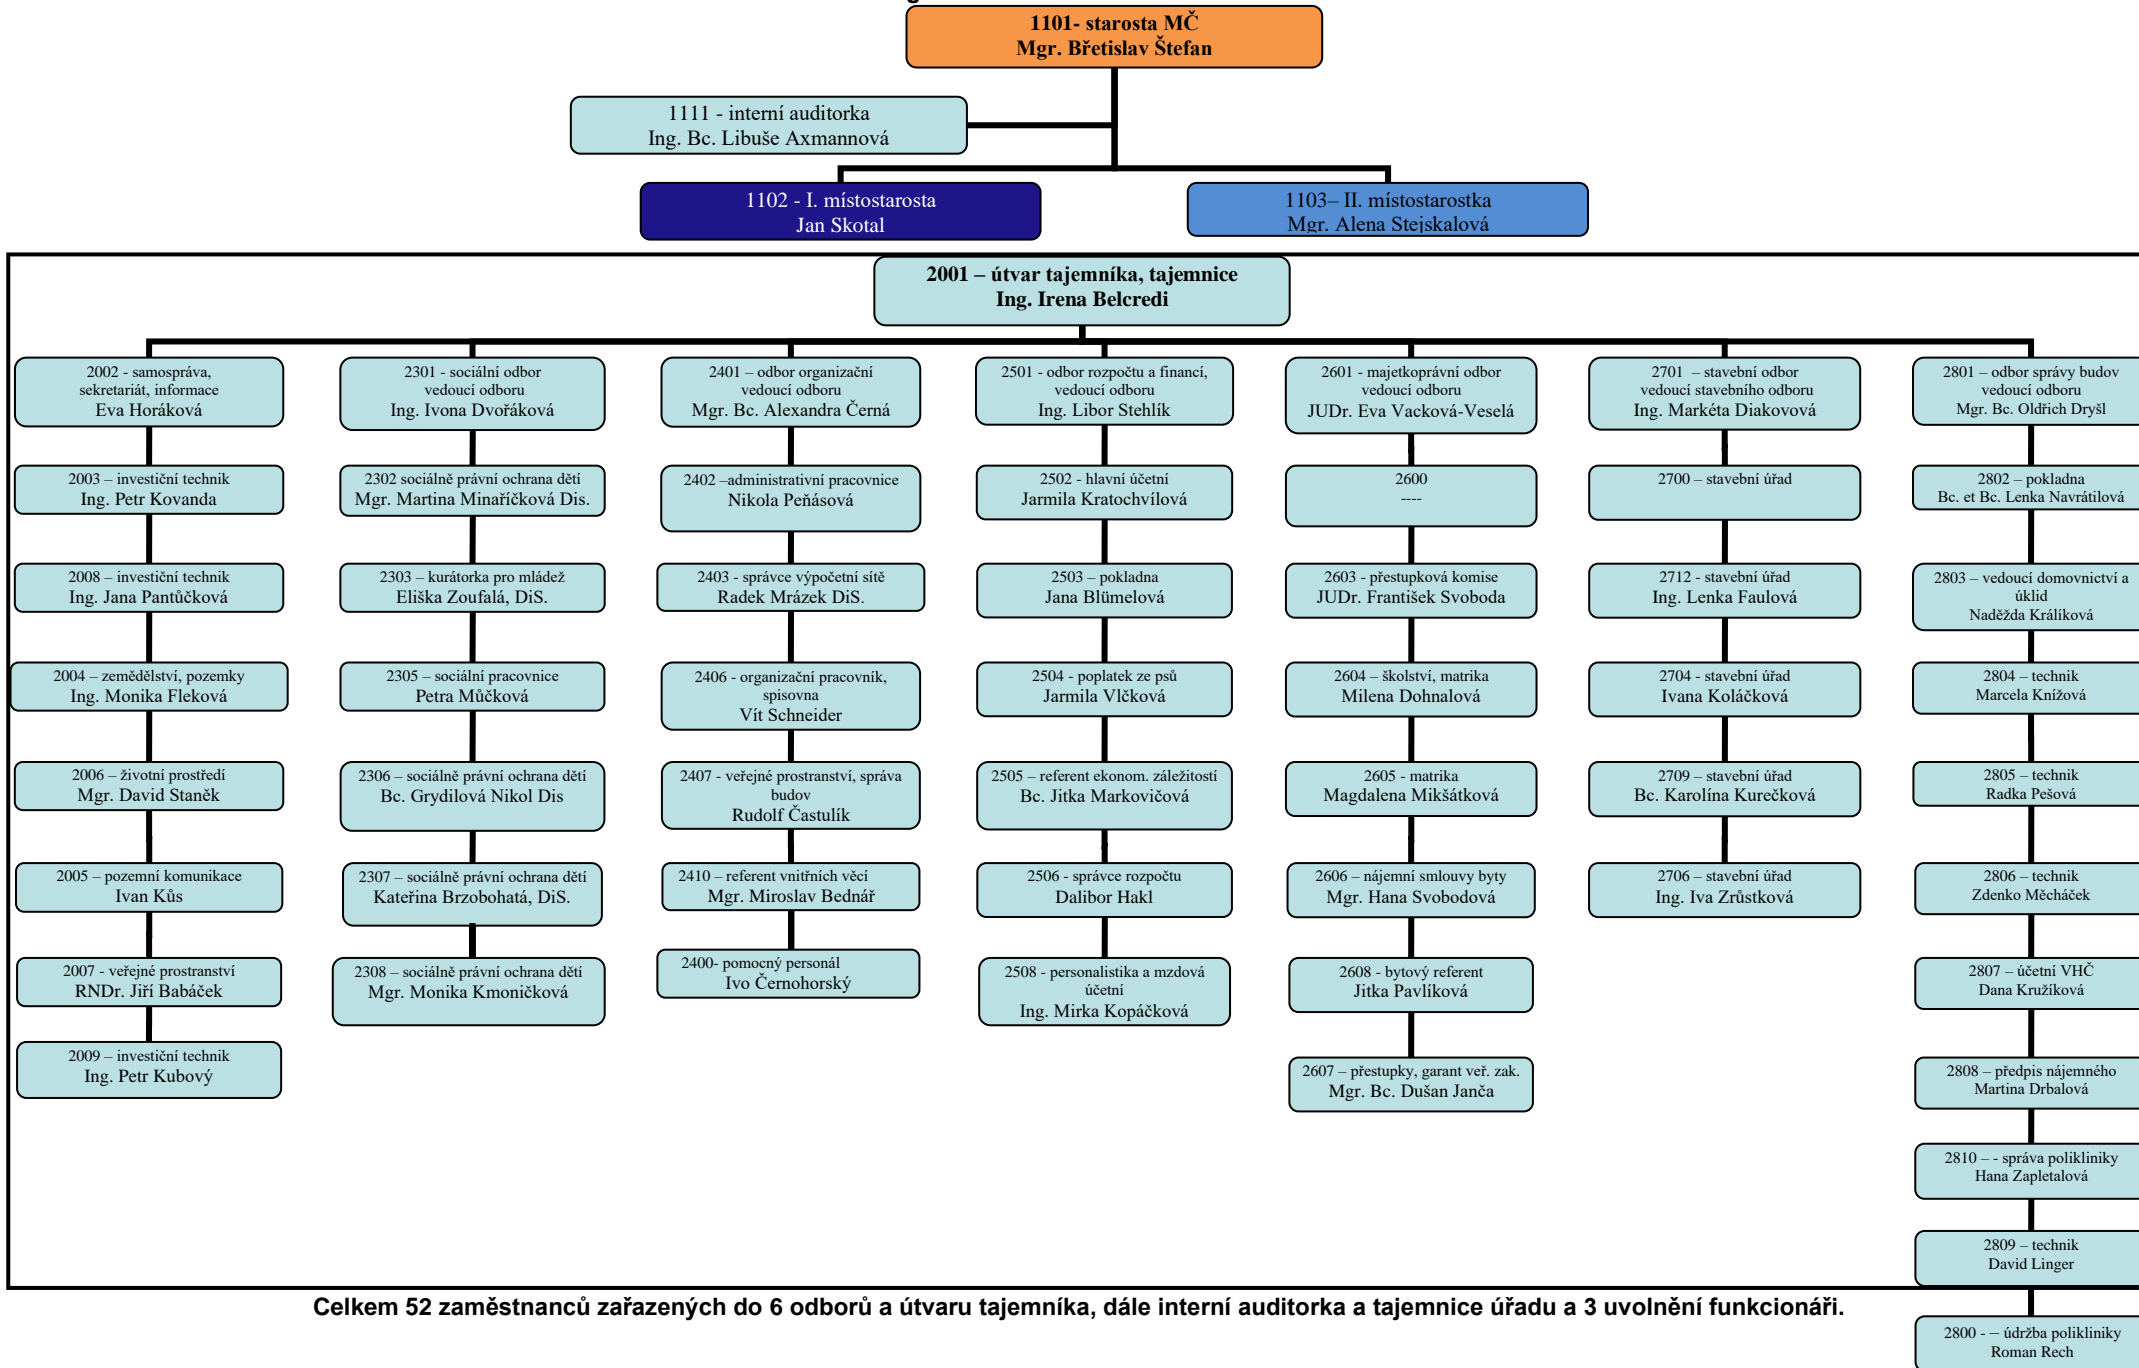 1101- starosta MČ
Mgr. Břetislav Štefan
1111 - interní auditorka
Ing. Bc. Libuše Axmannová
1102 - I. místostarosta
Jan Skotal
1103– II. místostarostka
Mgr. Alena Stejskalová
2001 – útvar tajemníka, tajemnice
Ing. Irena Belcredi
2002 - samospráva,
sekretariát, informace
Eva Horáková
2003 – investiční technik
Ing. Petr Kovanda
2008 – investiční technik
Ing. Jana Pantůčková
2004 – zemědělství, pozemky
Ing. Monika Fleková
2006 – životní prostředí
Mgr. David Staněk
2005 – pozemní komunikace
Ivan Kůs
2007 - veřejné prostranství
RNDr. Jiří Babáček
2009 – investiční technik
Ing. Petr Kubový
2301 - sociální odbor
vedoucí odboru
Ing. Ivona Dvořáková
2302 sociálně právní ochrana dětí
Mgr. Martina Minaříčková Dis.
2303 – kurátorka pro mládež
Eliška Zoufalá, DiS.
2305 – sociální pracovnice
Petra Můčková
2306 – sociálně právní ochrana dětí
Bc. Grydilová Nikol Dis
2307 - sociálně právní ochrana dětí
Kateřina Brzobohatá, DiS.
2308 – sociálně právní ochrana dětí
Mgr. Monika Kmoničková
2401 – odbor organizační
vedoucí odboru
Mgr. Bc. Alexandra Černá
2402 –administrativní pracovnice
Nikola Peňásová
2403 - správce výpočetní sítě
Radek Mrázek DiS.
2406 - organizační pracovník,
spisovna
Vít Schneider
2407 - veřejné prostranství, správa
budov
Rudolf Častulík
2410 – referent vnitřních věcí
Mgr. Miroslav Bednář
2400- pomocný personál
Ivo Černohorský
2501 - odbor rozpočtu a financí,
vedoucí odboru
Ing. Libor Stehlík
2502 - hlavní účetní
Jarmila Kratochvílová
2503 – pokladna
Jana Blümelová
2504 - poplatek ze psů
Jarmila Vlčková
2505 – referent ekonom. záležitostí
Bc. Jitka Markovičová
2506 - správce rozpočtu
Dalibor Hakl
2508 - personalistika a mzdová
účetní
Ing. Mirka Kopáčková
2601 - majetkoprávní odbor
vedoucí odboru
JUDr. Eva Vacková-Veselá
2600
----
2603 - přestupková komise
JUDr. František Svoboda
2604 – školství, matrika
Milena Dohnalová
2605 - matrika
Magdalena Mikšátková
2606 – nájemní smlouvy byty
Mgr. Hana Svobodová
2608 - bytový referent
Jitka Pavlíková
2607 – přestupky, garant veř. zak.
Mgr. Bc. Dušan Janča
2701 – stavební odbor
vedoucí stavebního odboru
Ing. Markéta Diakovová
2700 – stavební úřad
2712 - stavební úřad
Ing. Lenka Faulová
2704 - stavební úřad
Ivana Koláčková
2709 – stavební úřad
Bc. Karolína Kurečková
2706 – stavební úřad
Ing. Iva Zrůstková
2801 – odbor správy budov
vedoucí odboru
Mgr. Bc. Oldřich Dryšl
2802 – pokladna
Bc. et Bc. Lenka Navrátilová
2803 – vedoucí domovnictví a
úklid
Naděžda Králíková
2804 – technik
Marcela Knížová
2805 – technik
Radka Pešová
2806 – technik
Zdenko Měcháček
2807 – účetní VHČ
Dana Kružíková
2808 – předpis nájemného
Martina Drbalová
2810 – - správa polikliniky
Hana Zapletalová
2809 – technik
David Linger
Celkem 52 zaměstnanců zařazených do 6 odborů a útvaru tajemníka, dále interní auditorka a tajemnice úřadu a 3 uvolnění funkcionáři.
2800 - – údržba polikliniky
Roman Rech